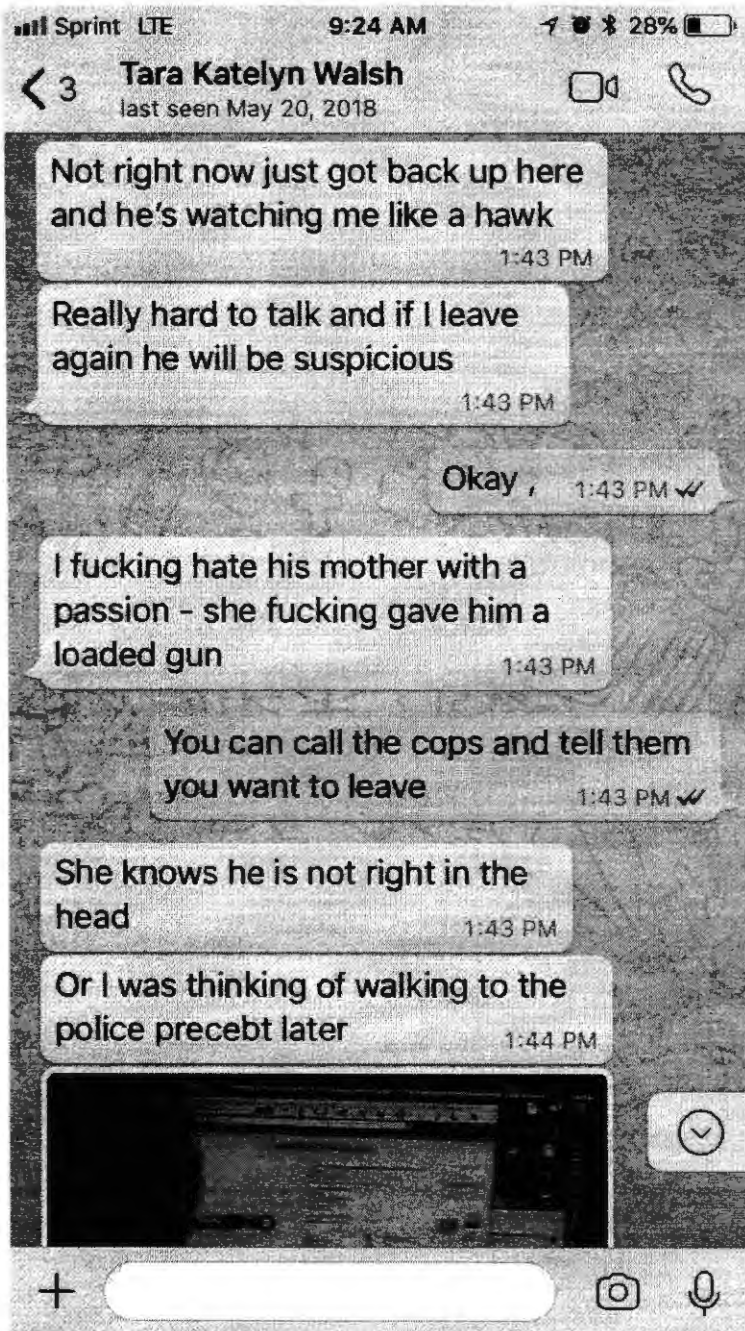 Sprint LTE 9:24 AM 28%
3 Tara Katelyn Walsh
last seen May 20, 2018
Not right now just got back up here
and he's watching me like a hawk
1:43 PM
Really hard to talk and if I leave
again he will be suspicious
1:43 PM
Okay , 1:43 PM
I fucking hate his mother with a
passion - she fucking gave him a
loaded gun 1:43 PM
You can call the cops and tell them
you want to leave 1:43 PM
She knows he is not right in the
head 1:43 PM
Or I was thinking of walking to the
police precebt later 1:44 PM